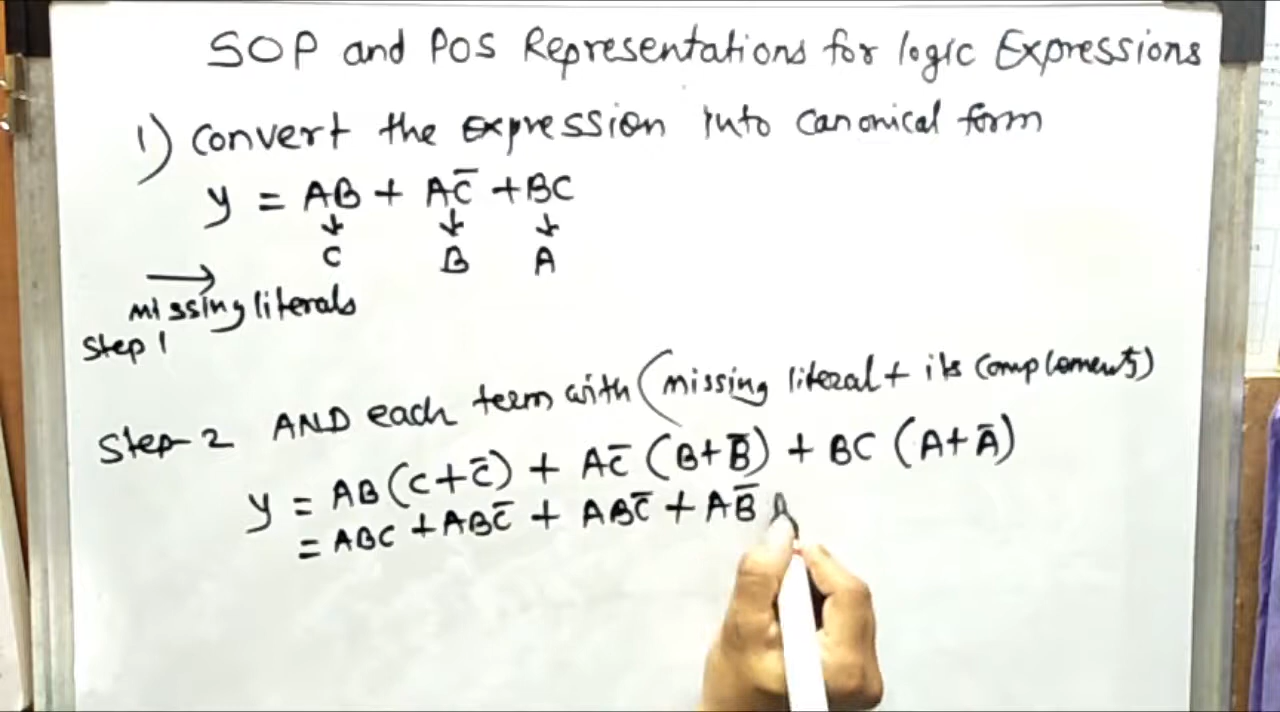 SOP and POS Representations for logic Expressions
1) Convert the Expression into Canonical form
y = AB + AC̅ + BC
↓ ↓ ↓
C B A
→
missing literals
Step 1
Step-2 AND each term with (missing literal + its complements)
y = AB(C+C̅) + AC̅ (B+B̅) + BC (A+A̅)
= ABC + ABC̅ + ABC̅ + AB̅